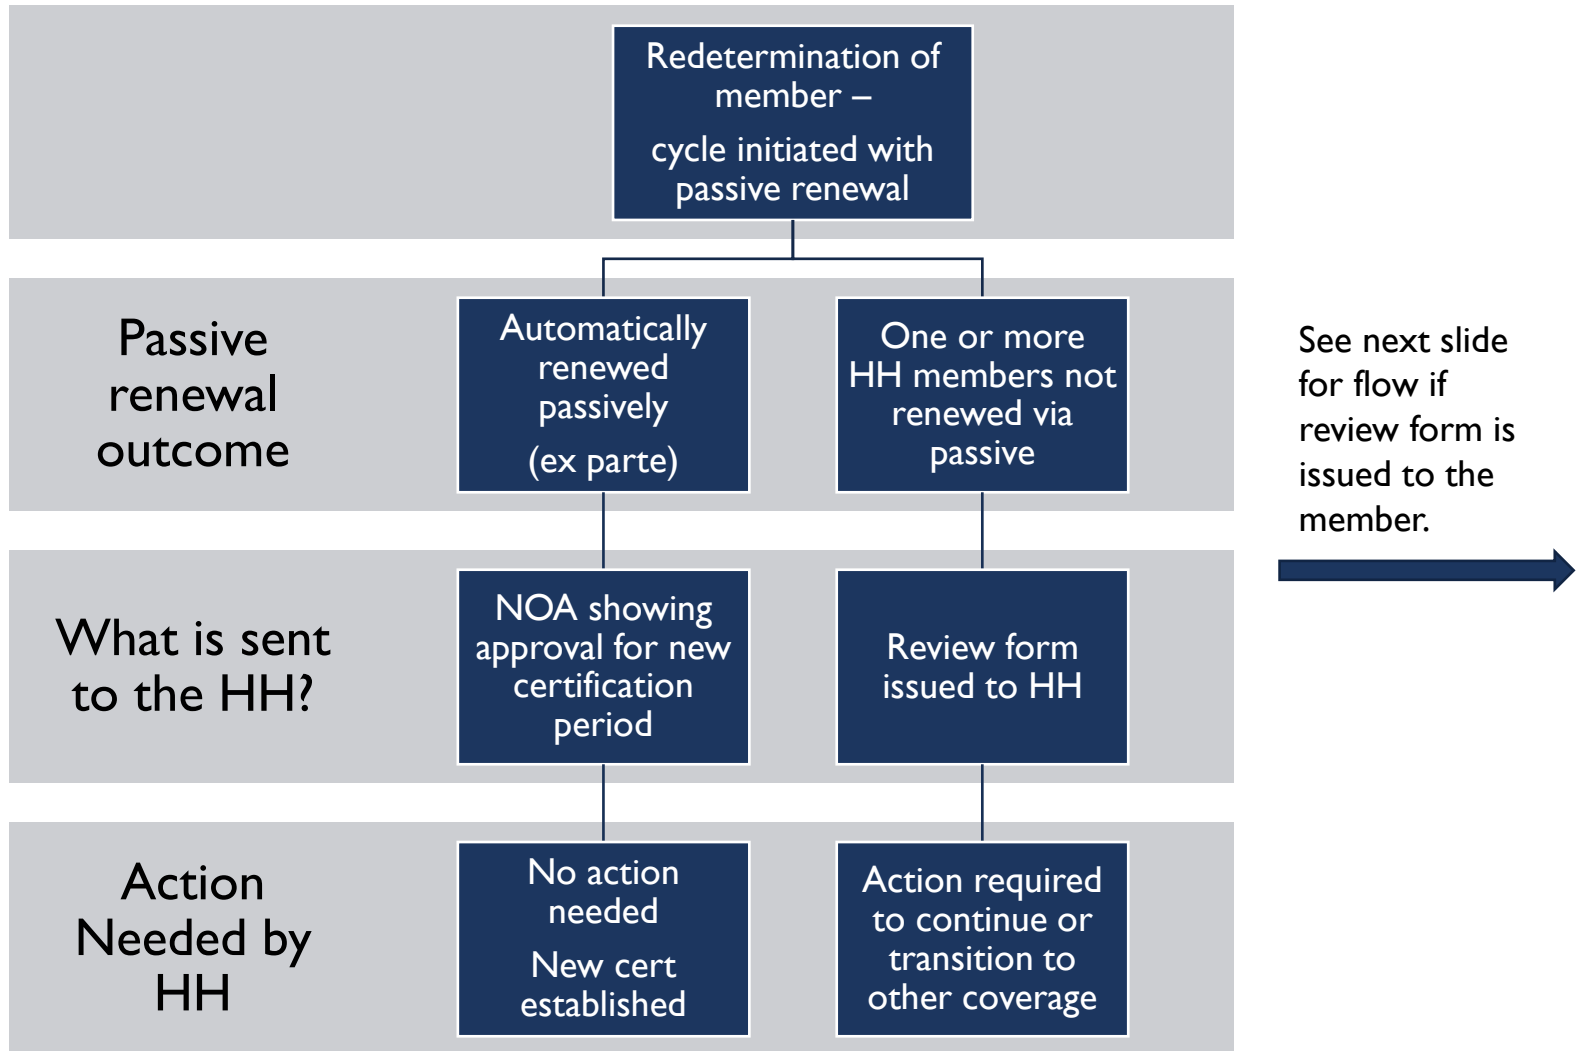 Redetermination of
member –
cycle initiated with
passive renewal
Passive
renewal
outcome
Automatically
renewed
passively
(ex parte)
One or more
HH members not
renewed via
passive
See next slide
for flow if
review form is
issued to the
member.
What is sent
to the HH?
NOA showing
approval for new
certification
period
Review form
issued to HH
Action
Needed by
HH
No action
needed
New cert
established
Action required
to continue or
transition to
other coverage